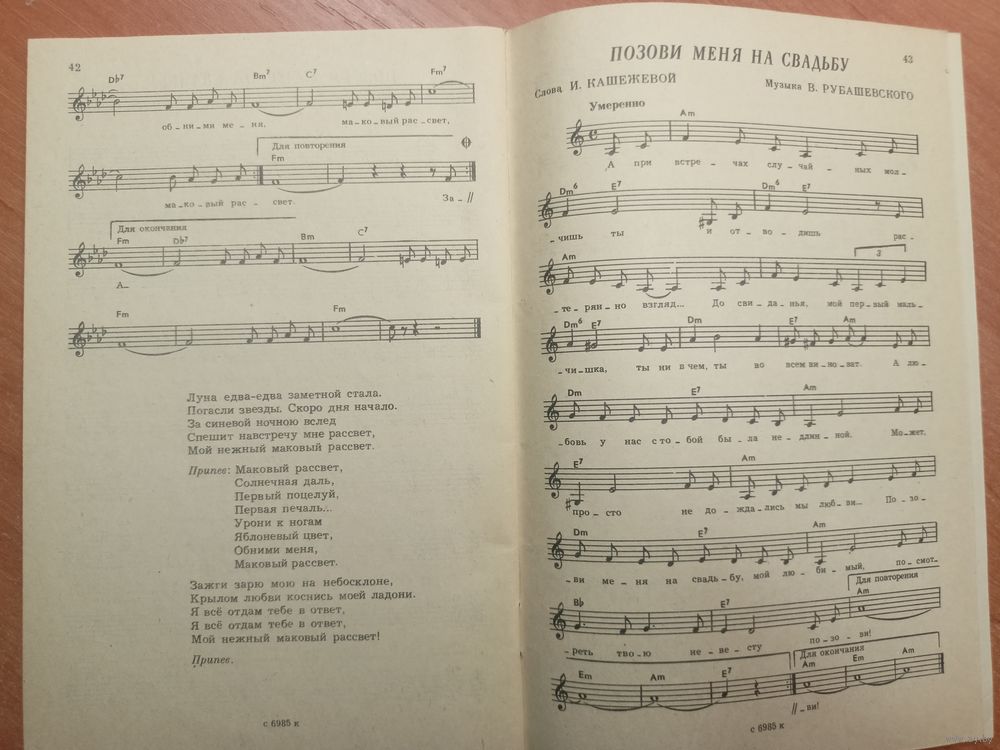 42
Db7 Bm7 C7 Fm7
об – ни – ми ме – ня, ма – ко – вый рас – свет,
Для повторения
Fm
ма – ко – вый рас – свет. За – //
Для окончания
Fm Db7 Bm C7
А –
Fm Fm
Луна едва-едва заметной стала.
Погасли звезды. Скоро дня начало.
За синевой ночною вслед
Спешит навстречу мне рассвет,
Мой нежный маковый рассвет.
Припев: Маковый рассвет,
Солнечная даль,
Первый поцелуй,
Первая печаль...
Урони к ногам
Яблоневый цвет,
Обними меня,
Маковый рассвет.
Зажги зарю мою на небосклоне,
Крылом любви коснись моей ладони.
Я всё отдам тебе в ответ,
Я всё отдам тебе в ответ,
Мой нежный маковый рассвет!
Припев.
с 6985 к
43
ПОЗОВИ МЕНЯ НА СВАДЬБУ
Слова И. КАШЕЖЕВОЙ Музыка В. РУБАШЕВСКОГО
Умеренно
Am
А при встре – чах слу – чай – ных мол –
Dm6 E7 Dm6 E7
– чишь ты и от – во – дишь рас –
Am 3
– те – рян – но взгляд... До сви – да – нья, мой пер – вый маль –
Dm6 E7 Dm E7 Am
– чи – шка, ты ни в чем, ты во всем ви – но – ват. А лю –
Dm E7 Am
– бовь у нас с то – бой бы – ла не – длин – ной. Мо – жет,
E7 Am
про – сто не до – жда – лись мы люб – ви... По – зо –
Dm E7 Am
– ви ме – ня на свадь – бу, мой лю – би – мый, по – смот –
Для повторения
Bb E7 Am
– реть тво – ю не – ве – сту по – зо – ви!
Для окончания
Em Am E7 Am Em Am
// – ви!
с 6985 к